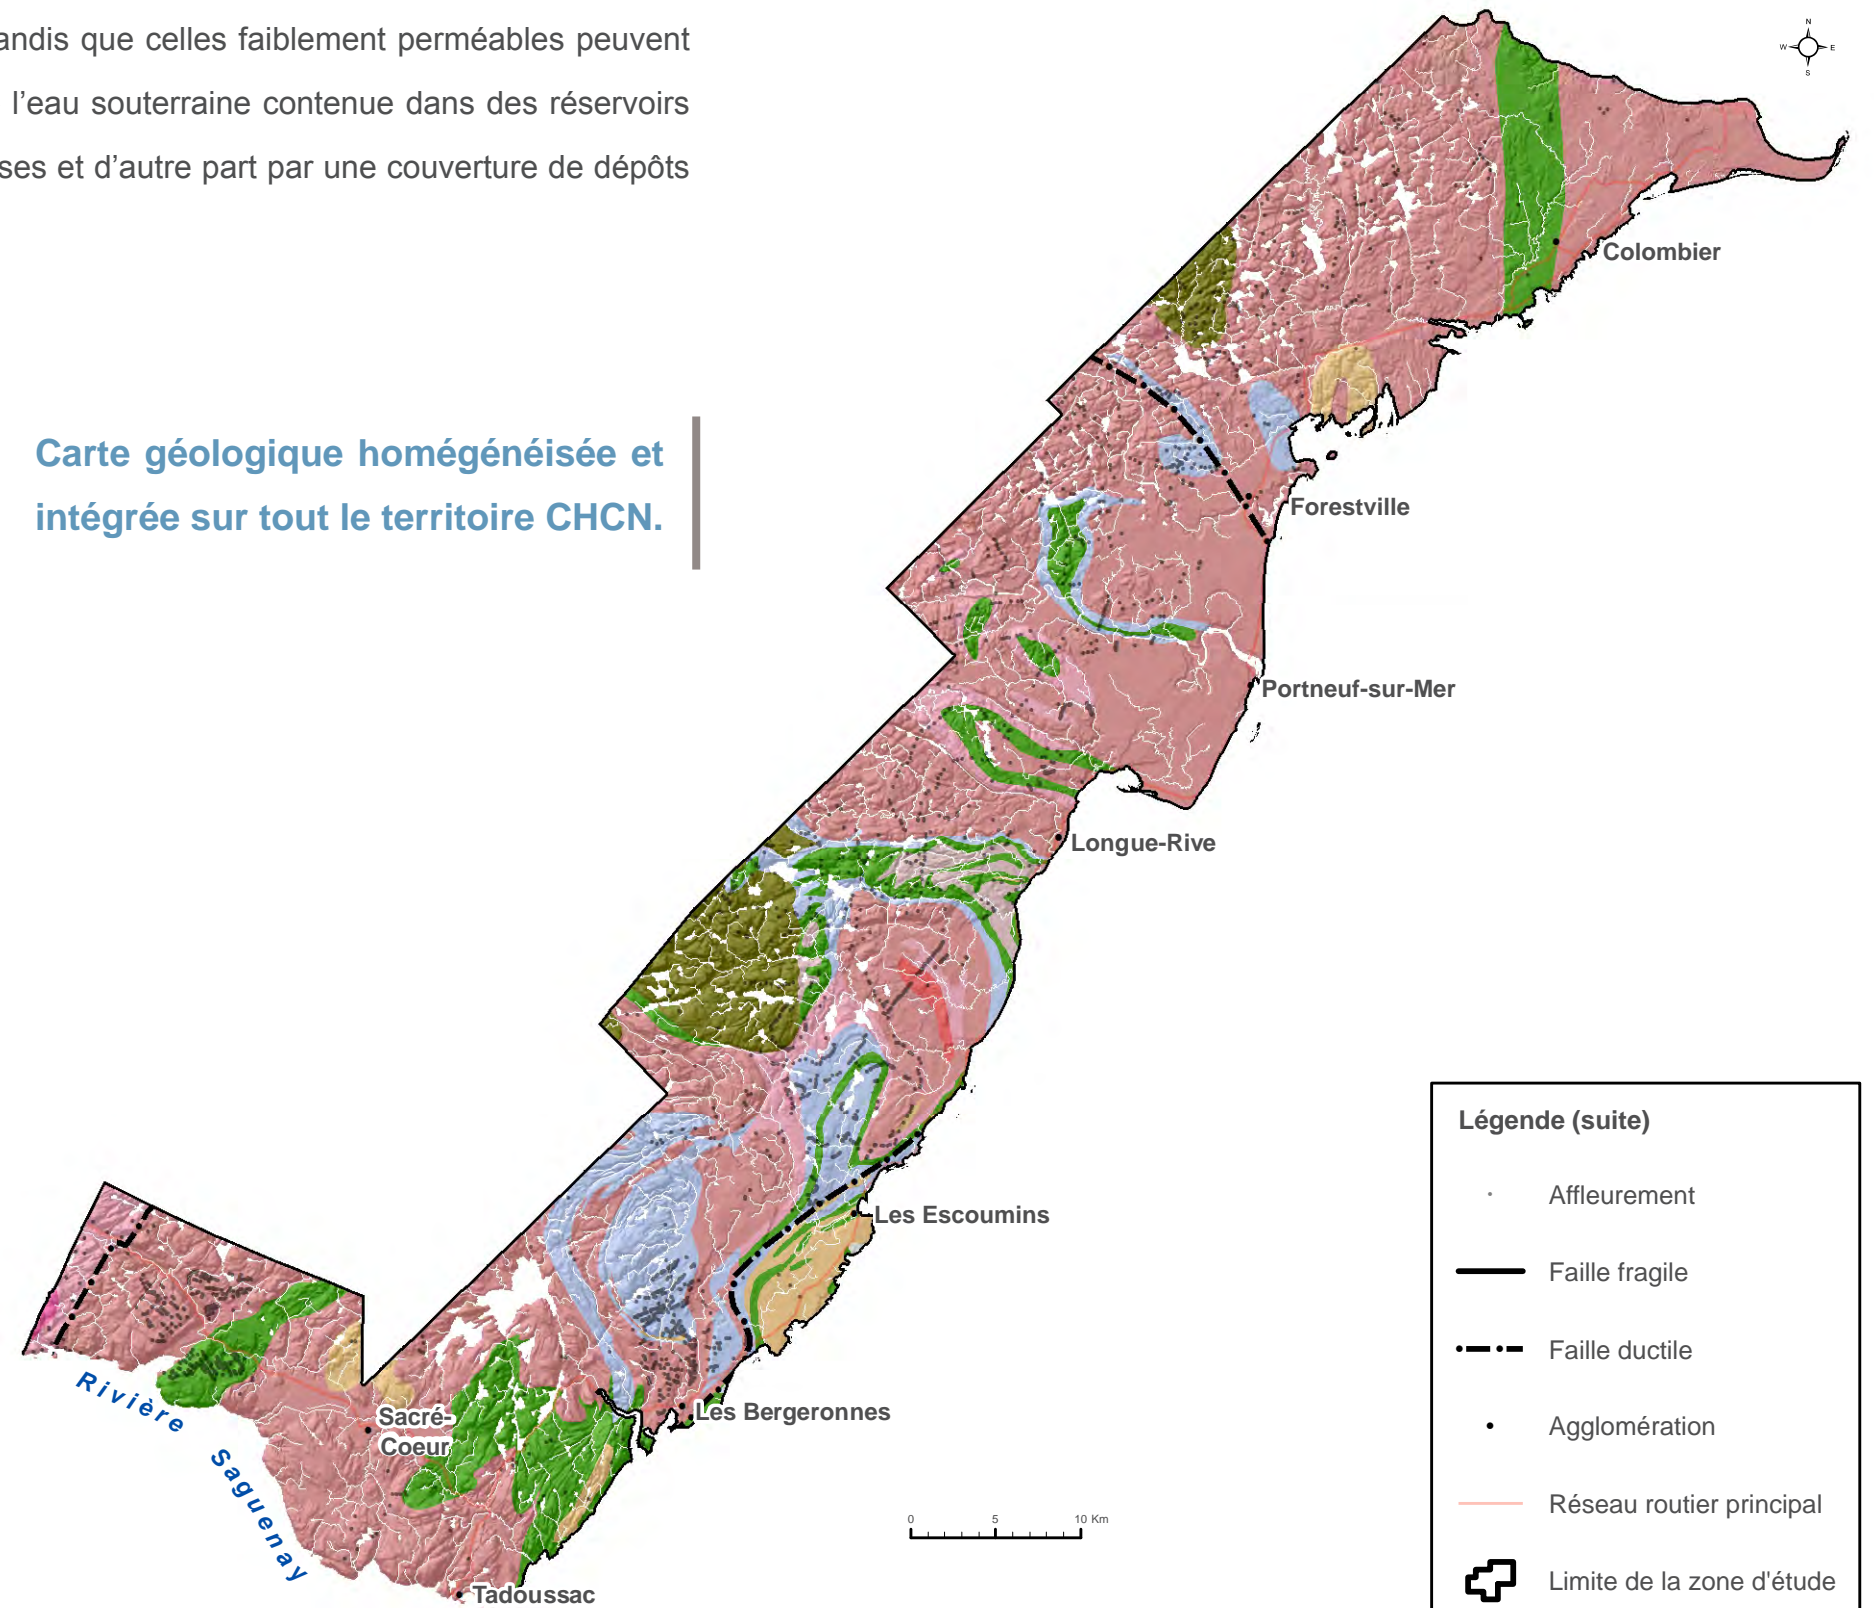 andis que celles faiblement perméables peuvent
l’eau souterraine contenue dans des réservoirs
ses et d’autre part par une couverture de dépôts
N
W E
S
Carte géologique homégénéisée et
intégrée sur tout le territoire CHCN.
Colombier
Forestville
Portneuf-sur-Mer
Longue-Rive
Les Escoumins
Les Bergeronnes
Sacré-
Coeur
Tadoussac
Rivière Saguenay
0 5 10 Km
Légende (suite)
Affleurement
Faille fragile
Faille ductile
Agglomération
Réseau routier principal
Limite de la zone d'étude